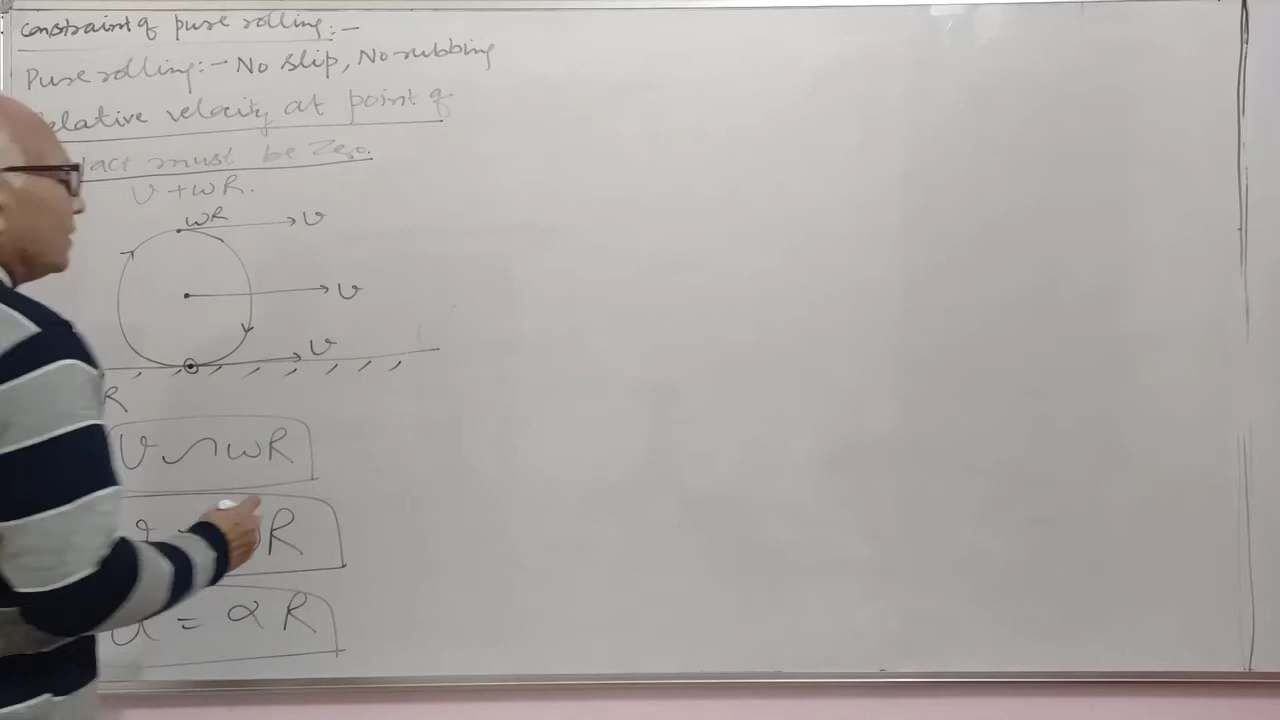 constraint of pure rolling:-
Pure rolling:- No slip, No rubbing
relative velocity at point of
must be Zero.
v + ωR.
ωR
v
v
v
R
v ~ ωR
R
a = αR